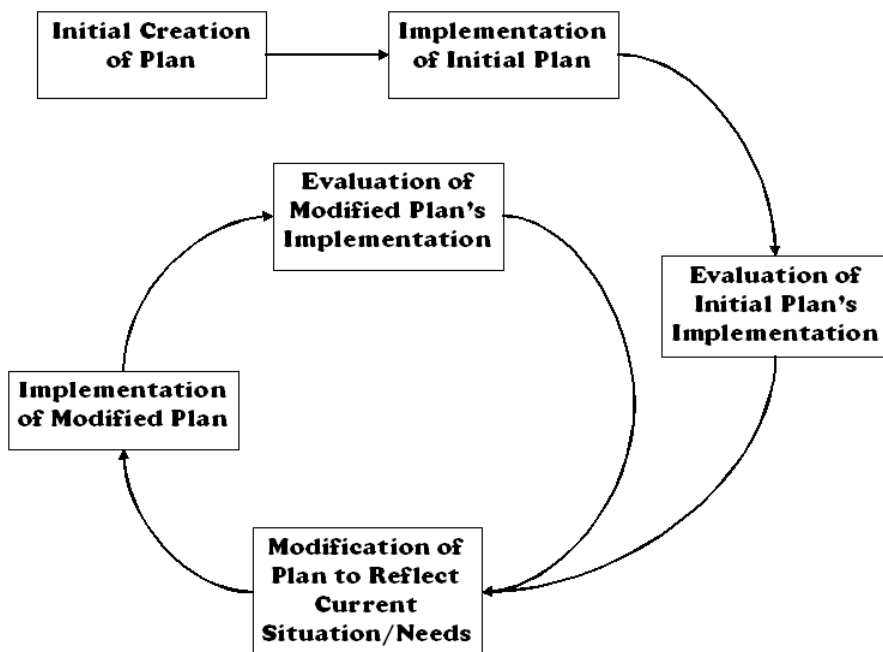 Initial Creation
of Plan
Implementation
of Initial Plan
Evaluation of
Modified Plan's
Implementation
Evaluation of
Initial Plan's
Implementation
Implementation
of Modified Plan
Modification of
Plan to Reflect
Current
Situation/Needs